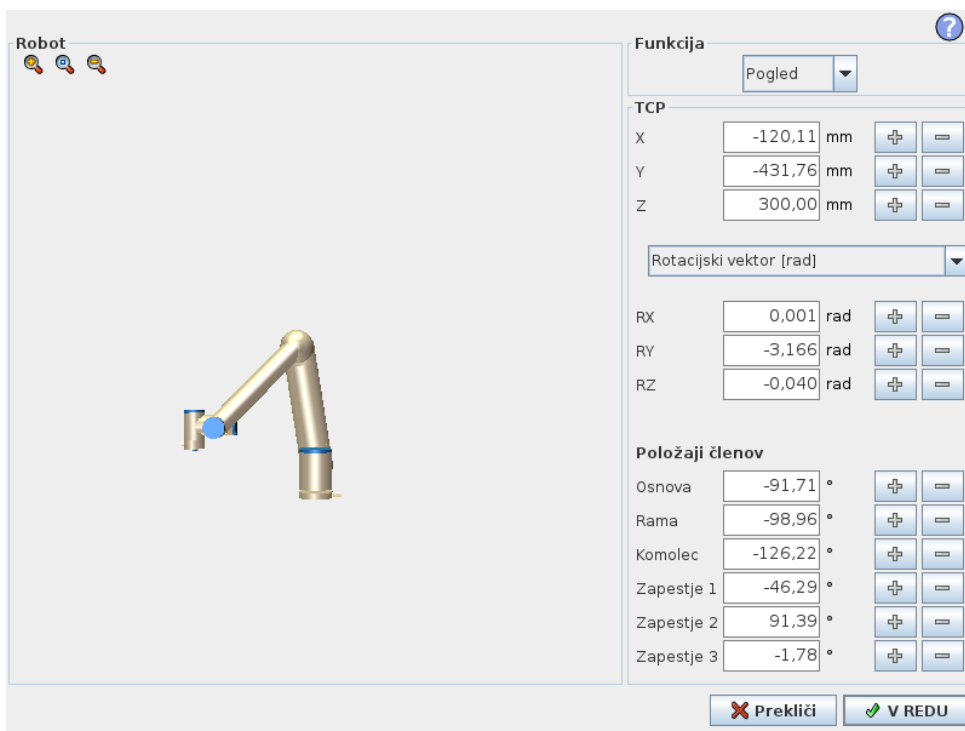 ?
Robot
Funkcija
Pogled
TCP
X -120,11 mm
Y -431,76 mm
Z 300,00 mm
Rotacijski vektor [rad]
RX 0,001 rad
RY -3,166 rad
RZ -0,040 rad
Položaji členov
Osnova -91,71 °
Rama -98,96 °
Komolec -126,22 °
Zapestje 1 -46,29 °
Zapestje 2 91,39 °
Zapestje 3 -1,78 °
Prekliči V REDU